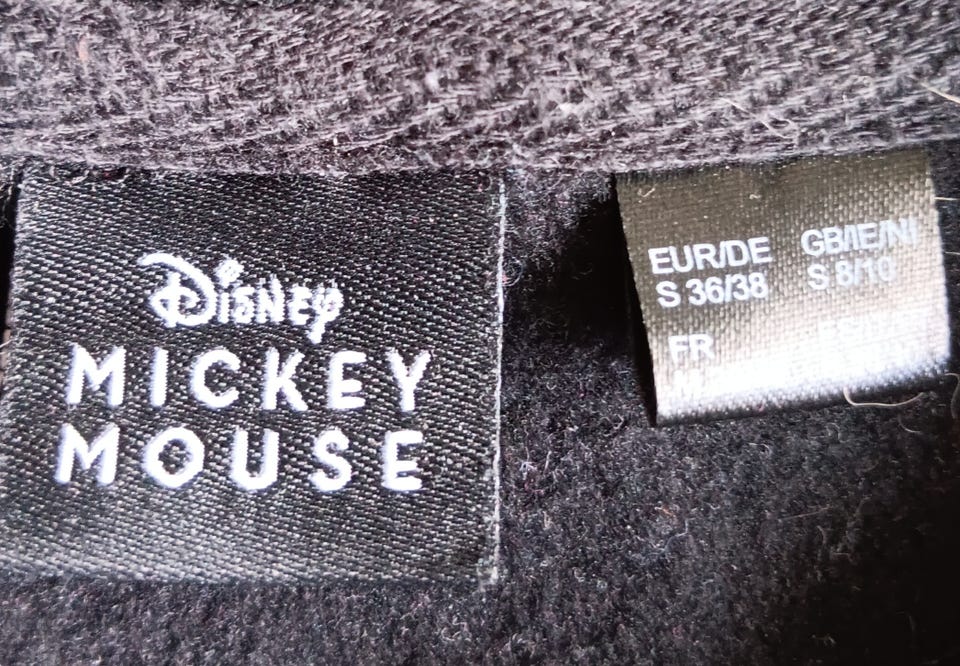 Disney
MICKEY
MOUSE
EUR/DE GB/IE/NI
S 36/38 S 8/10
FR